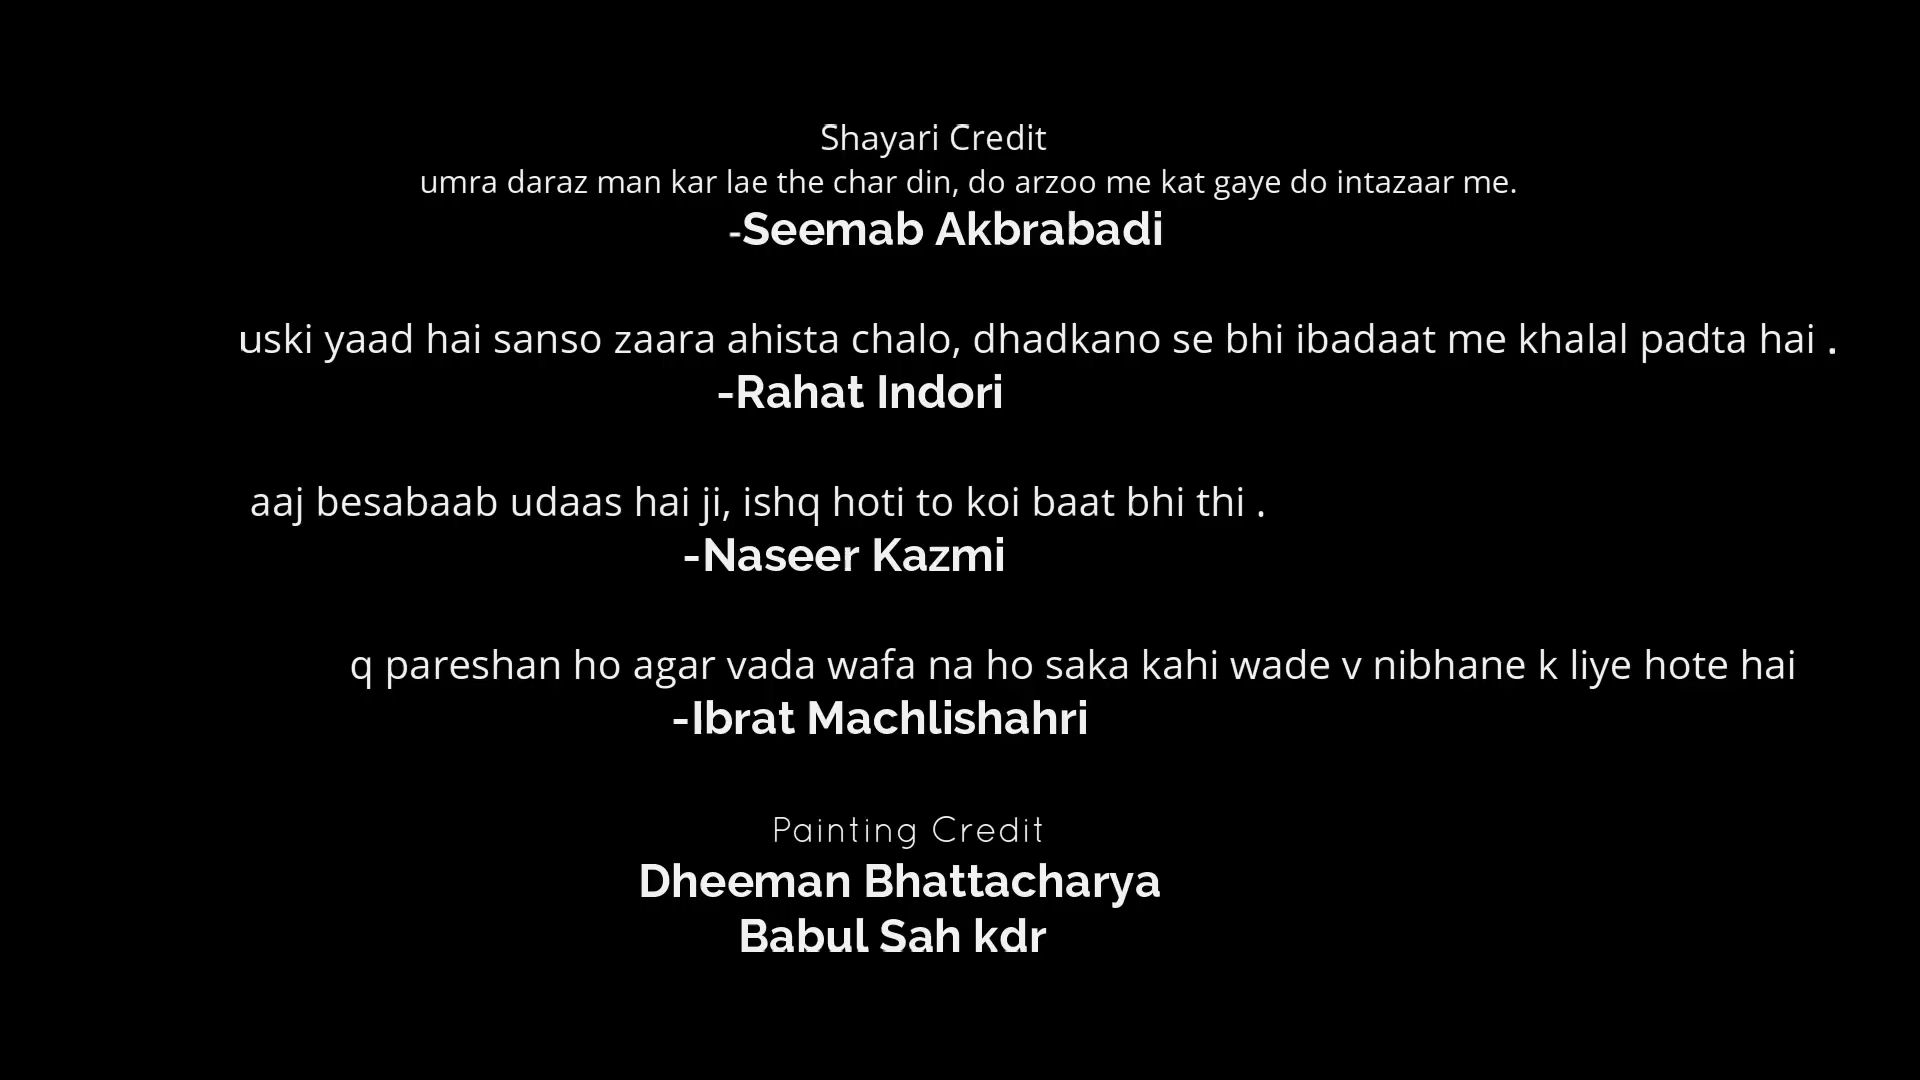 Shayari Credit
umra daraz man kar lae the char din, do arzoo me kat gaye do intazaar me.
-Seemab Akbrabadi
uski yaad hai sanso zaara ahista chalo, dhadkano se bhi ibadaat me khalal padta hai .
-Rahat Indori
aaj besabaab udaas hai ji, ishq hoti to koi baat bhi thi .
-Naseer Kazmi
q pareshan ho agar vada wafa na ho saka kahi wade v nibhane k liye hote hai
-Ibrat Machlishahri
Painting Credit
Dheeman Bhattacharya
Babul Sah kdr